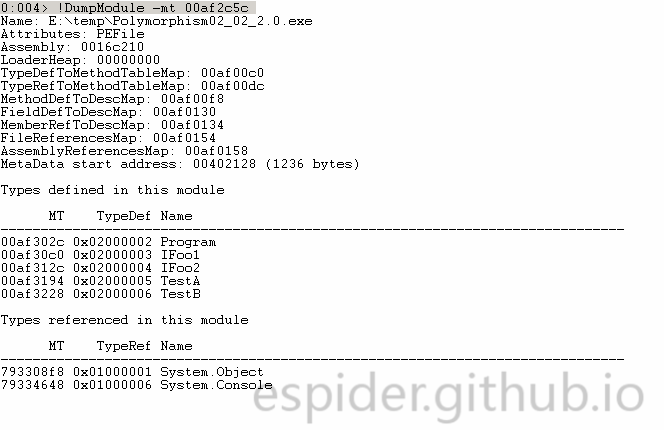 0:004> !DumpModule -mt 00af2c5c
Name: E:\temp\Polymorphism02_02_2.0.exe
Attributes: PEFile
Assembly: 0016c210
LoaderHeap: 00000000
TypeDefToMethodTableMap: 00af00c0
TypeRefToMethodTableMap: 00af00dc
MethodDefToDescMap: 00af00f8
FieldDefToDescMap: 00af0130
MemberRefToDescMap: 00af0134
FileReferencesMap: 00af0154
AssemblyReferencesMap: 00af0158
MetaData start address: 00402128 (1236 bytes)
Types defined in this module
MT TypeDef Name
------------------------------------------------------------------------------
00af302c 0x02000002 Program
00af30c0 0x02000003 IFoo1
00af312c 0x02000004 IFoo2
00af3194 0x02000005 TestA
00af3228 0x02000006 TestB
Types referenced in this module
MT TypeRef Name
------------------------------------------------------------------------------
793308f8 0x01000001 System.Object
79334648 0x01000006 System.Console
espider.github.io